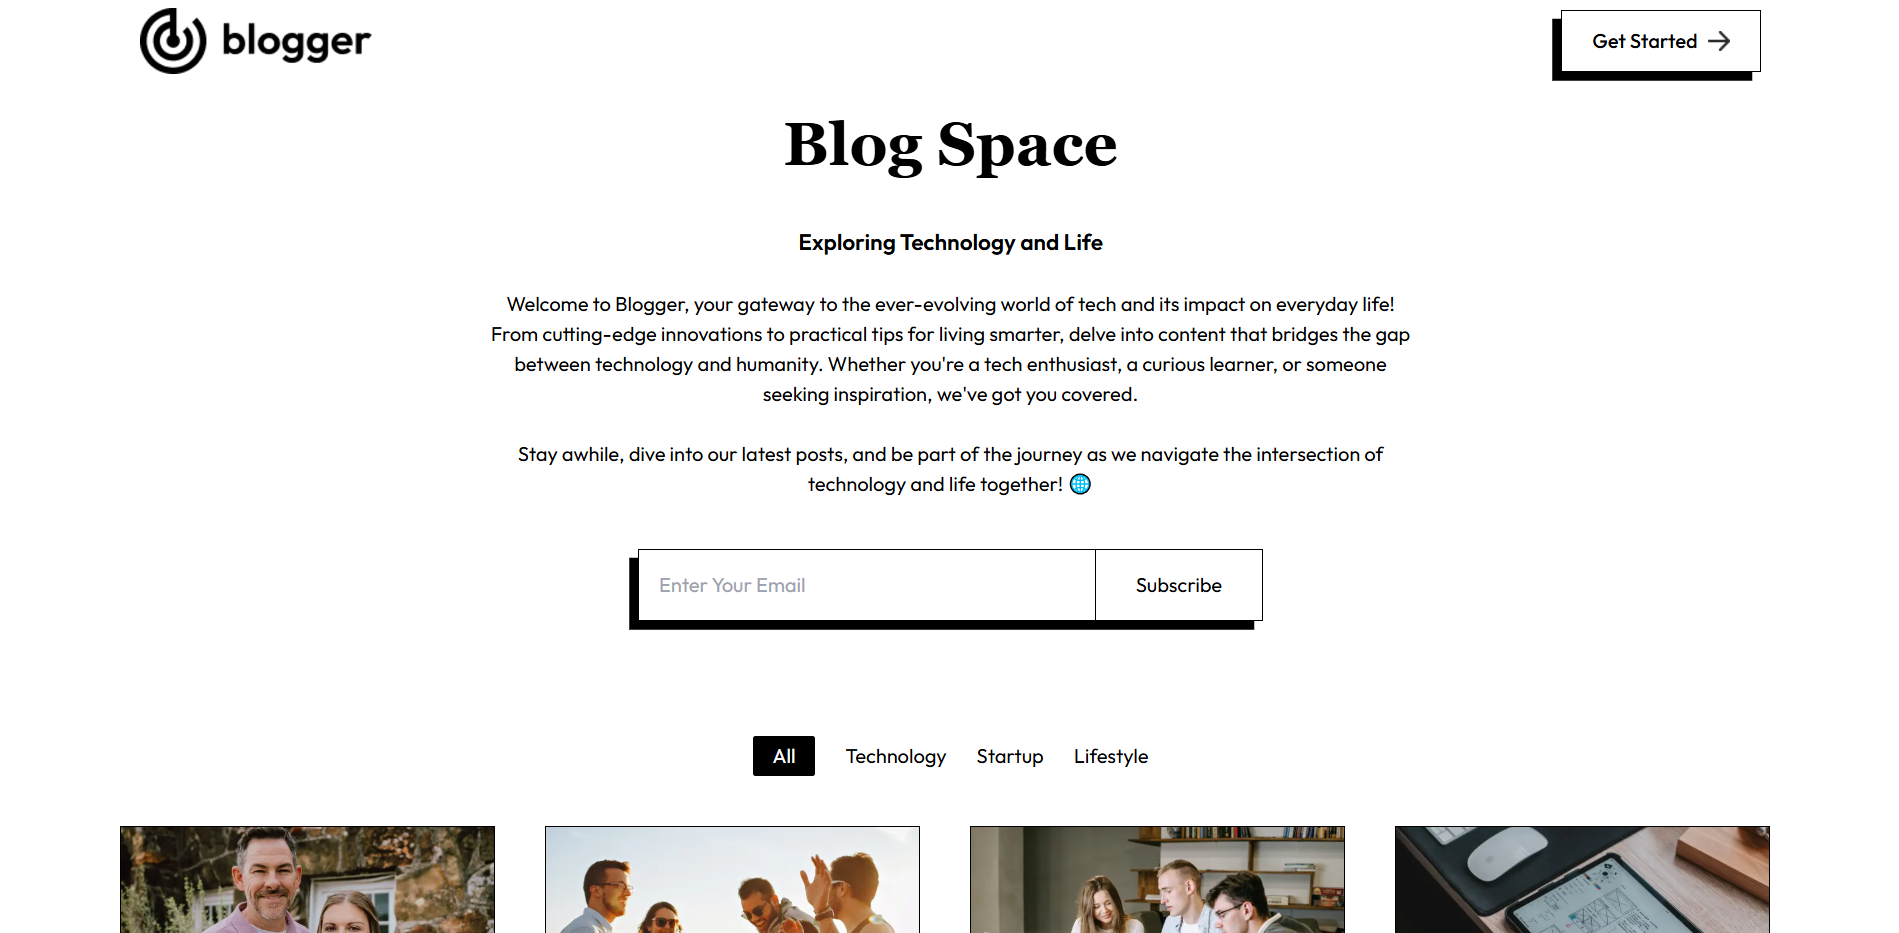 blogger
Get Started
Blog Space
Exploring Technology and Life
Welcome to Blogger, your gateway to the ever-evolving world of tech and its impact on everyday life!
From cutting-edge innovations to practical tips for living smarter, delve into content that bridges the gap
between technology and humanity. Whether you're a tech enthusiast, a curious learner, or someone
seeking inspiration, we've got you covered.
Stay awhile, dive into our latest posts, and be part of the journey as we navigate the intersection of
technology and life together! 🌐
Enter Your Email
Subscribe
All
Technology
Startup
Lifestyle